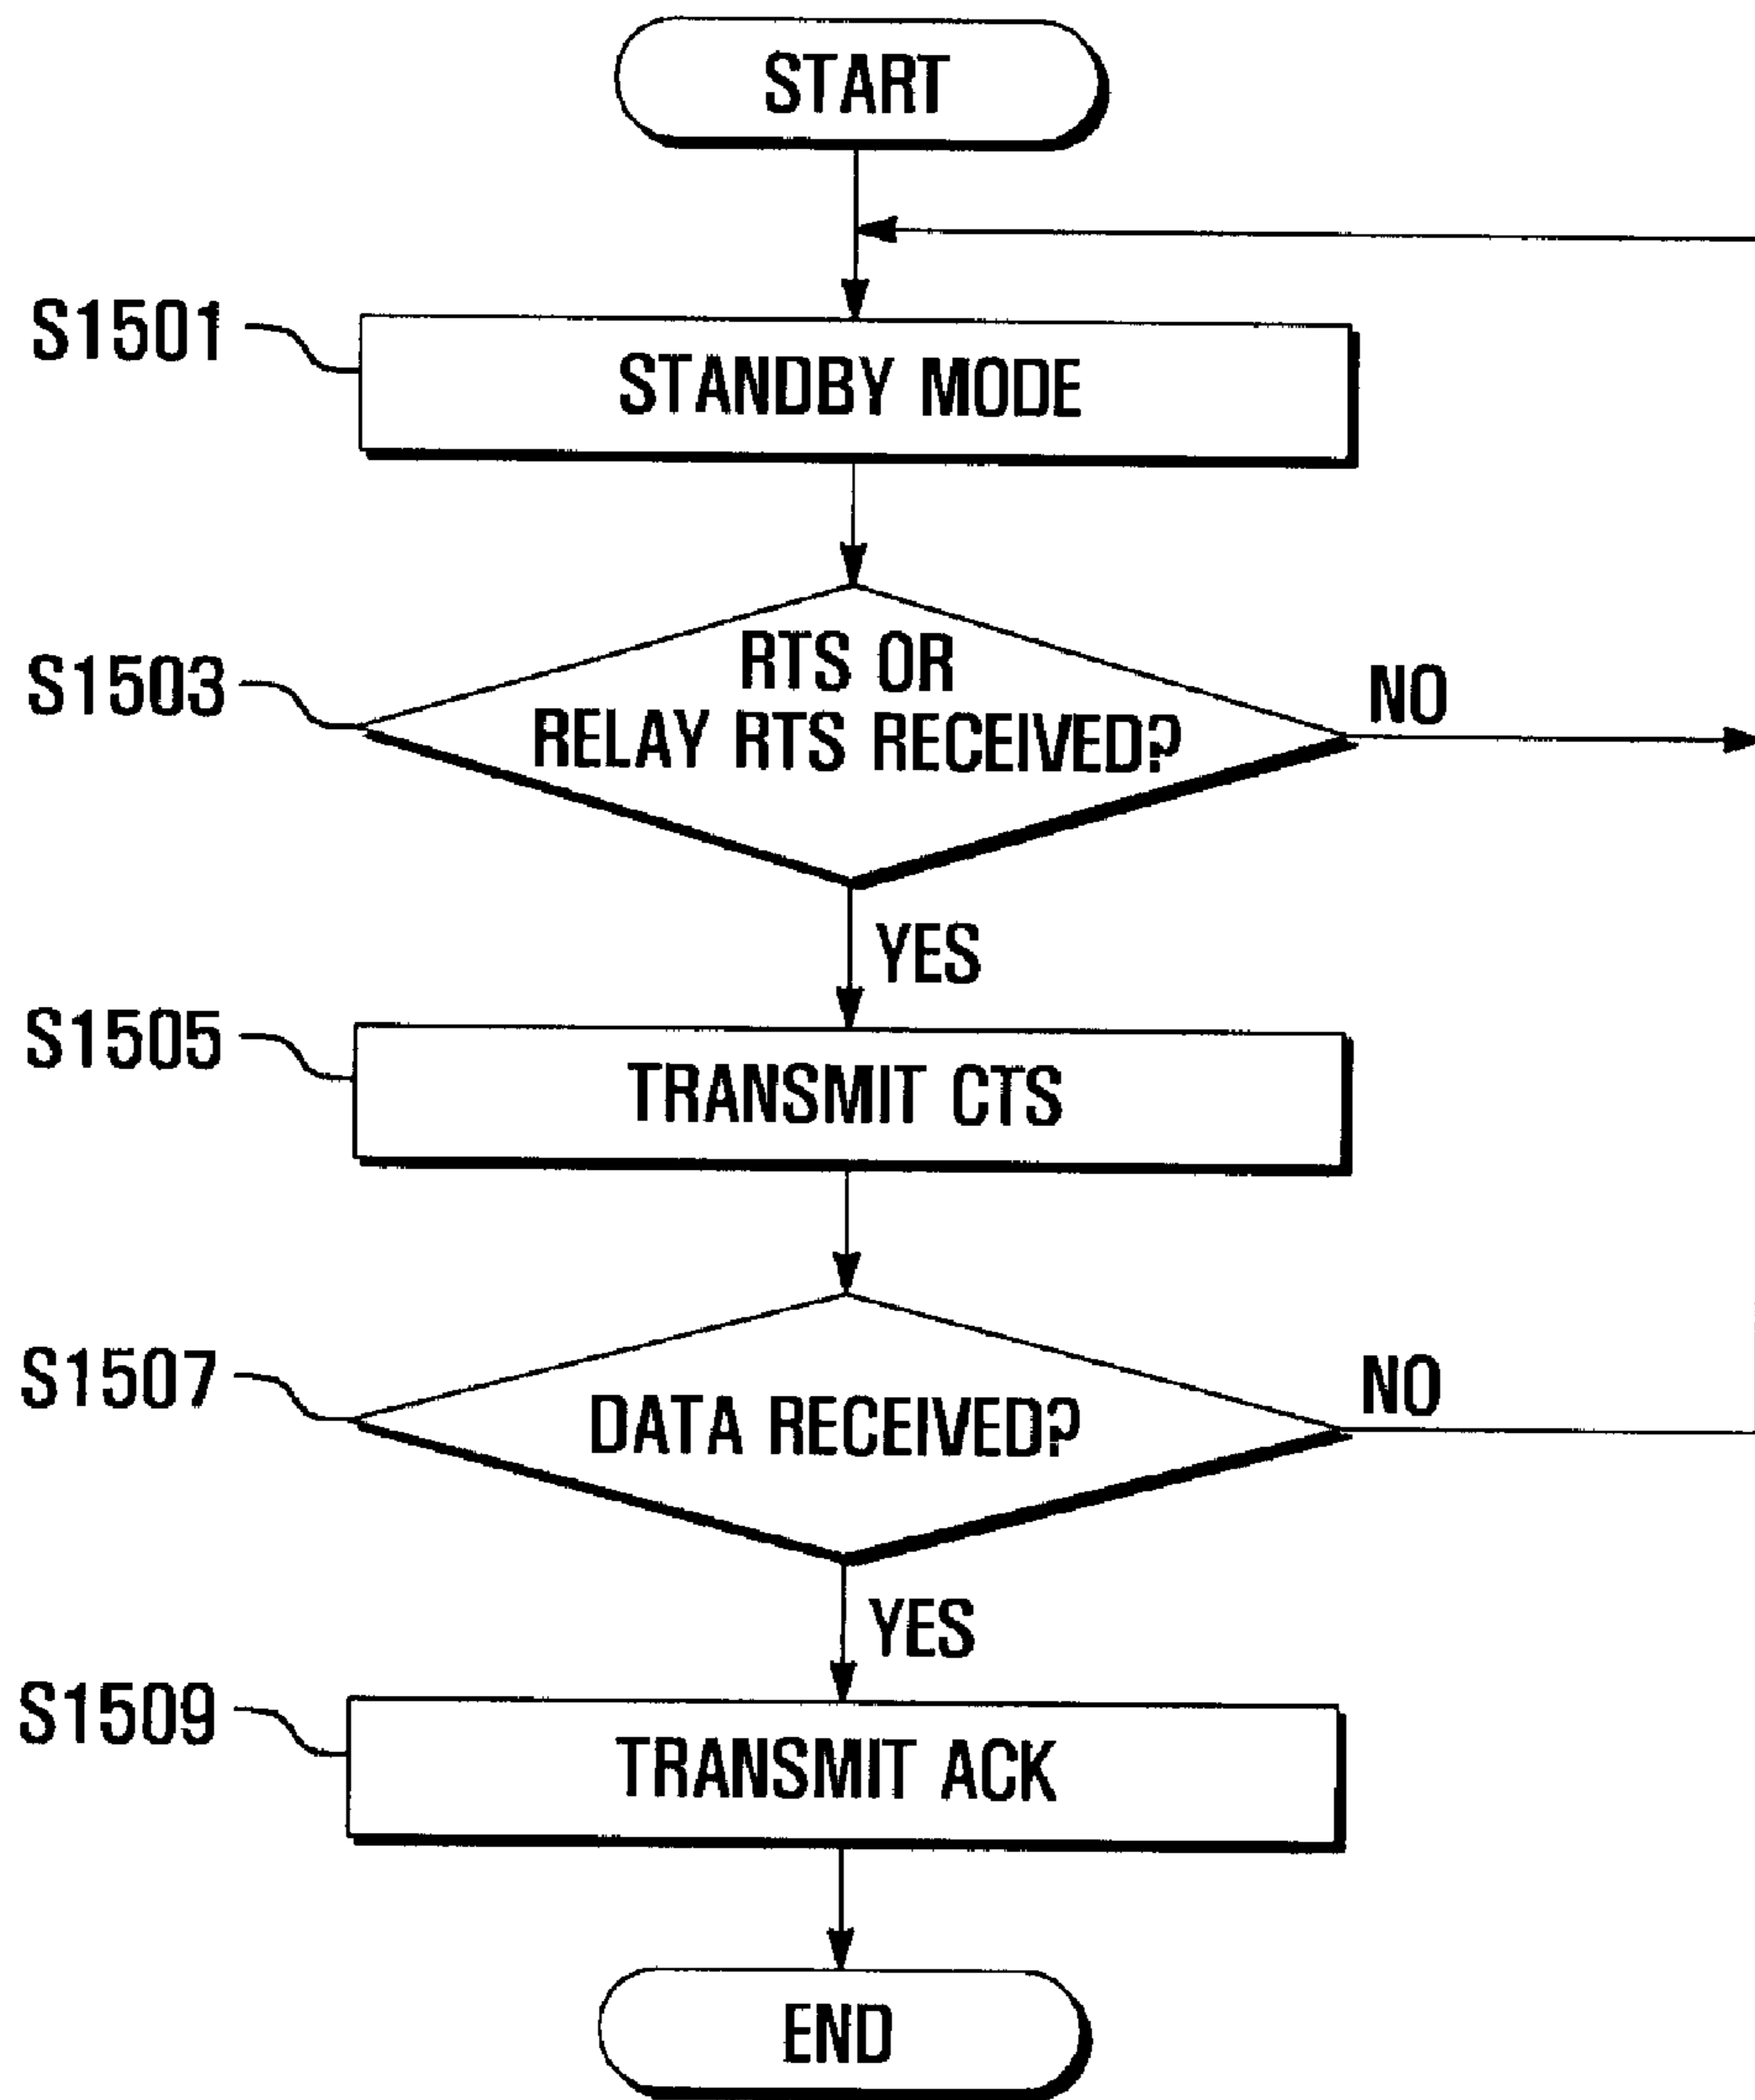 START
S1501
STANDBY MODE
S1503
RTS OR
RELAY RTS RECEIVED?
NO
YES
S1505
TRANSMIT CTS
S1507
DATA RECEIVED?
NO
YES
S1509
TRANSMIT ACK
END